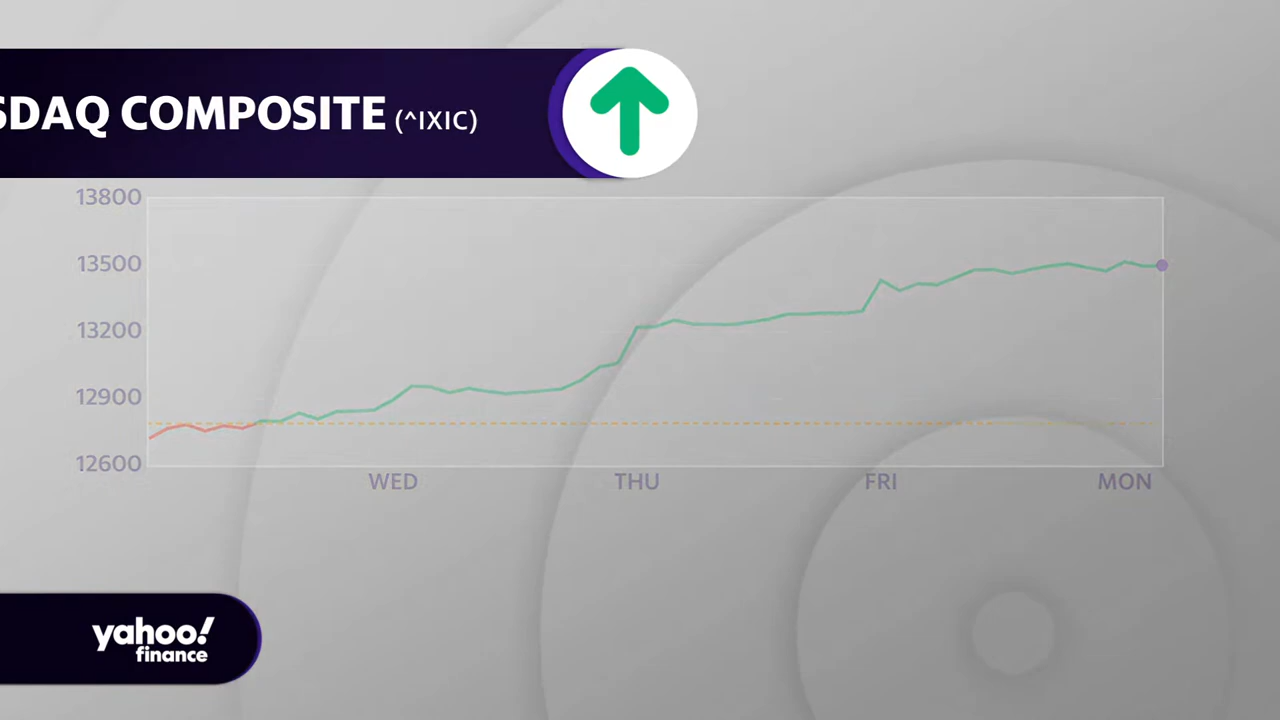 SDAQ COMPOSITE (^IXIC)
13800
13500
13200
12900
12600
WED THU FRI MON
yahoo!
finance